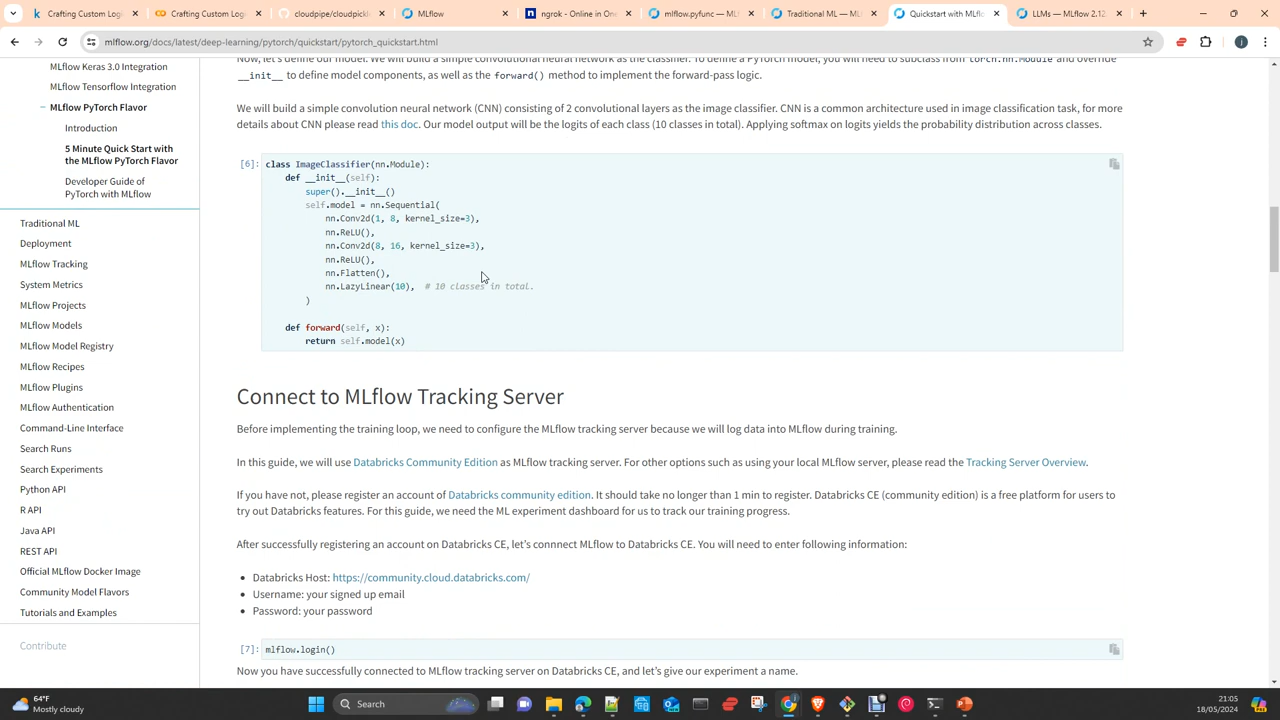 Crafting Custom Log
Crafting Custom Log
cloudpipe/cloudpickl
MLflow
ngrok - Online in One
mlflow.pyfunc — ML
Traditional ML — ML
Quickstart with MLflo
LLMs — MLflow 2.12.
mlflow.org/docs/latest/deep-learning/pytorch/quickstart/pytorch_quickstart.html
MLflow Keras 3.0 Integration
MLflow Tensorflow Integration
MLflow PyTorch Flavor
Introduction
5 Minute Quick Start with
the MLflow PyTorch Flavor
Developer Guide of
PyTorch with MLflow
Traditional ML
Deployment
MLflow Tracking
System Metrics
MLflow Projects
MLflow Models
MLflow Model Registry
MLflow Recipes
MLflow Plugins
MLflow Authentication
Command-Line Interface
Search Runs
Search Experiments
Python API
R API
Java API
REST API
Official MLflow Docker Image
Community Model Flavors
Tutorials and Examples
Contribute
Now, let's define our model. We will build a simple convolutional neural network as the classifier. To define a PyTorch model, you will need to subclass from torch.nn.Module and override
__init__ to define model components, as well as the forward() method to implement the forward-pass logic.
We will build a simple convolution neural network (CNN) consisting of 2 convolutional layers as the image classifier. CNN is a common architecture used in image classification task, for more
details about CNN please read this doc. Our model output will be the logits of each class (10 classes in total). Applying softmax on logits yields the probability distribution across classes.
[6]: class ImageClassifier(nn.Module):
def __init__(self):
super().__init__()
self.model = nn.Sequential(
nn.Conv2d(1, 8, kernel_size=3),
nn.ReLU(),
nn.Conv2d(8, 16, kernel_size=3),
nn.ReLU(),
nn.Flatten(),
nn.LazyLinear(10),  # 10 classes in total.
)
def forward(self, x):
return self.model(x)
Connect to MLflow Tracking Server
Before implementing the training loop, we need to configure the MLflow tracking server because we will log data into MLflow during training.
In this guide, we will use Databricks Community Edition as MLflow tracking server. For other options such as using your local MLflow server, please read the Tracking Server Overview.
If you have not, please register an account of Databricks community edition. It should take no longer than 1 min to register. Databricks CE (community edition) is a free platform for users to
try out Databricks features. For this guide, we need the ML experiment dashboard for us to track our training progress.
After successfully registering an account on Databricks CE, let's connnect MLflow to Databricks CE. You will need to enter following information:
Databricks Host: https://community.cloud.databricks.com/
Username: your signed up email
Password: your password
[7]: mlflow.login()
Now you have successfully connected to MLflow tracking server on Databricks CE, and let's give our experiment a name.
64°F
Mostly cloudy
Search
21:05
18/05/2024